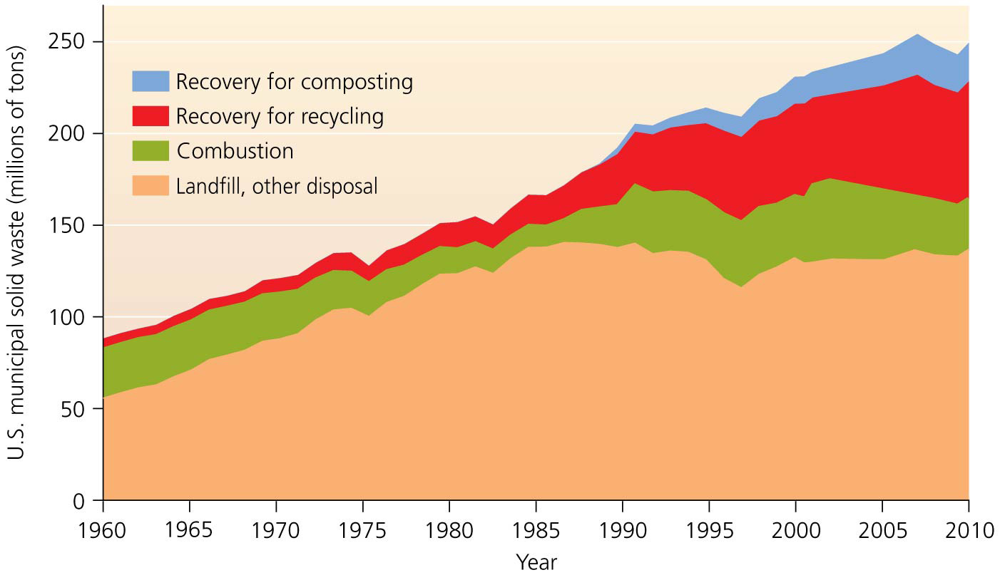 U.S. municipal solid waste (millions of tons)
250
200
150
100
50
0
Recovery for composting
Recovery for recycling
Combustion
Landfill, other disposal
1960 1965 1970 1975 1980 1985 1990 1995 2000 2005 2010
Year